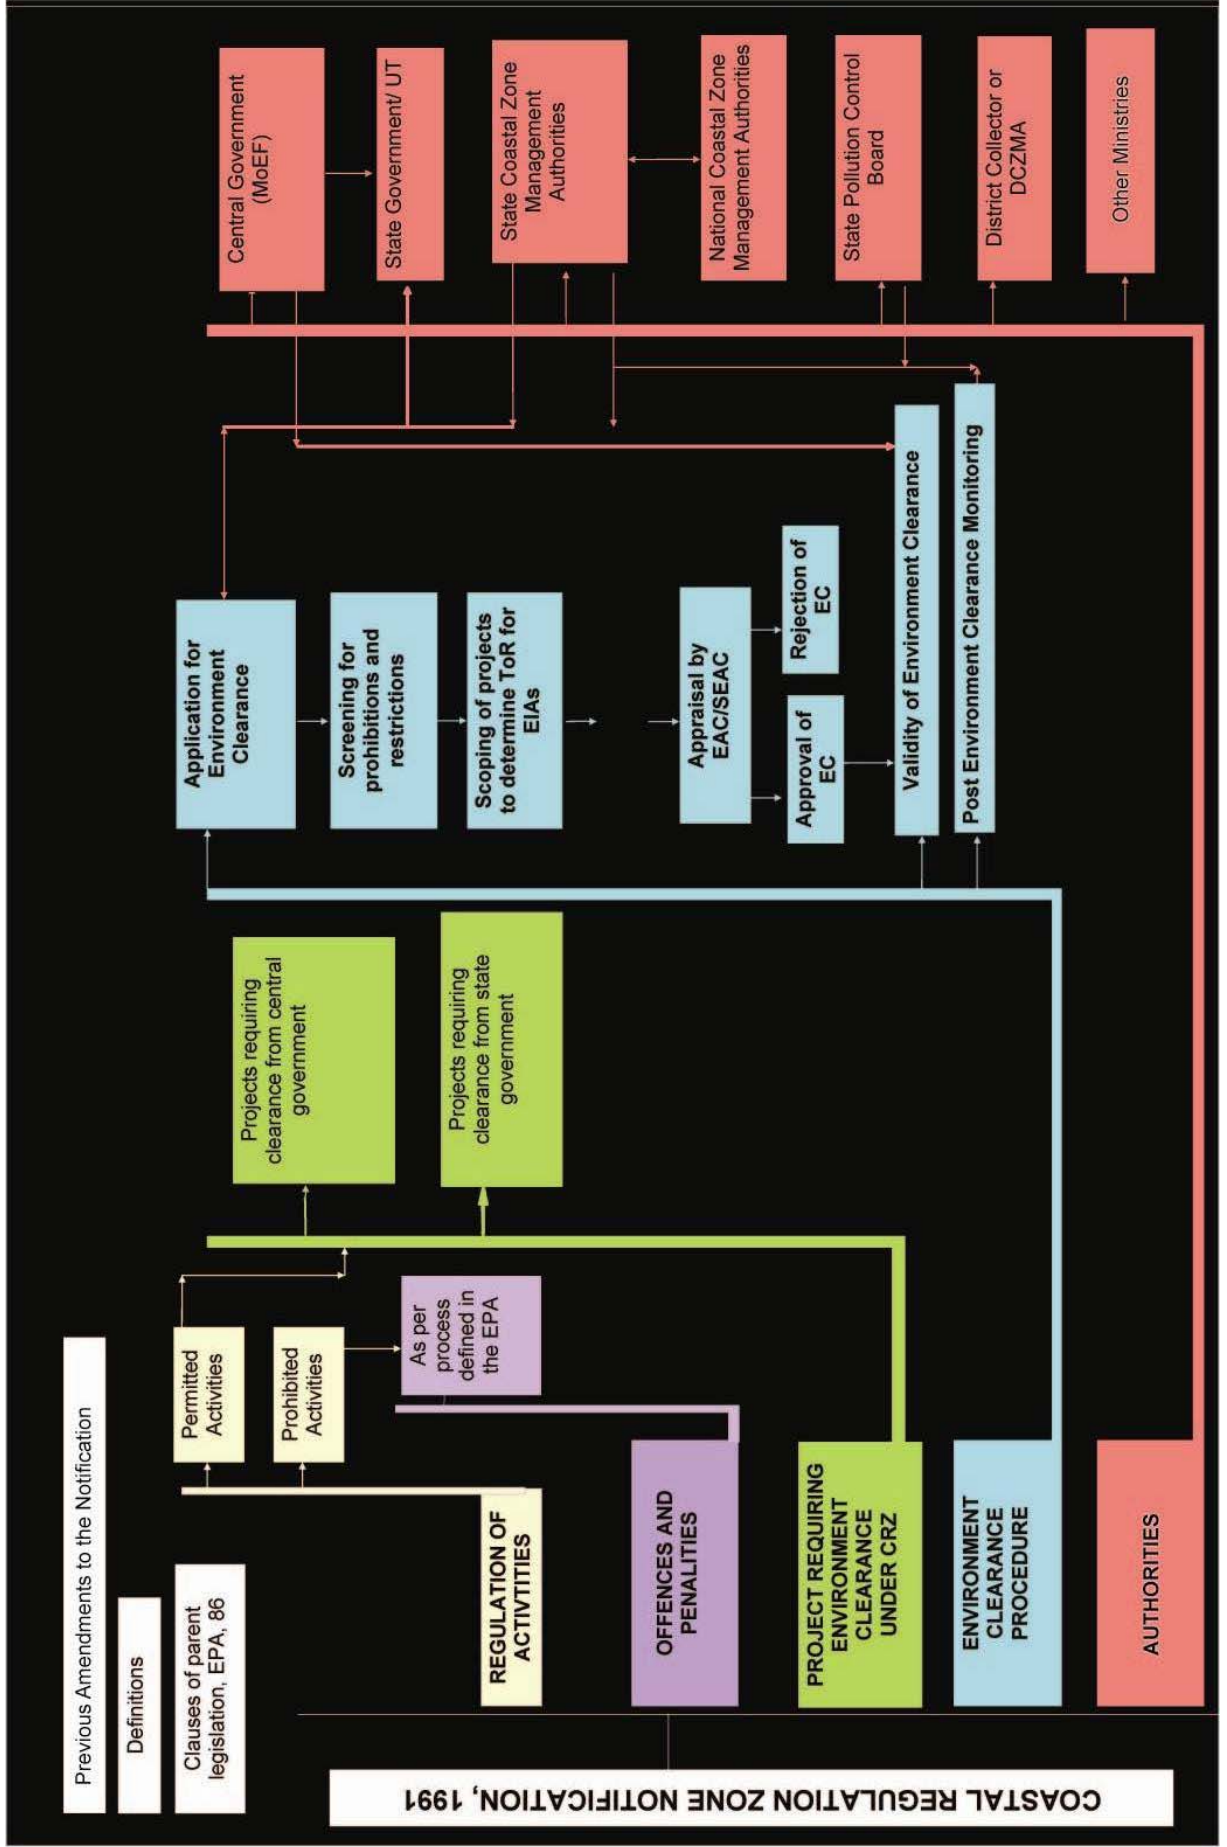 Previous Amendments to the Notification
Definitions
Clauses of parent
legislation, EPA, 86
COASTAL REGULATION ZONE NOTIFICATION, 1991
REGULATION OF
ACTIVTITIES
Permitted
Activities
Prohibited
Activities
OFFENCES AND
PENALITIES
As per
process
defined in
the EPA
PROJECT REQUIRING
ENVIRONMENT
CLEARANCE
UNDER CRZ
Projects requiring
clearance from central
government
Projects requiring
clearance from state
government
ENVIRONMENT
CLEARANCE
PROCEDURE
Application for
Environment
Clearance
Screening for
prohibitions and
restrictions
Scoping of projects
to determine ToR for
EIAs
Appraisal by
EAC/SEAC
Approval of
EC
Rejection of
EC
Validity of Environment Clearance
Post Environment Clearance Monitoring
AUTHORITIES
Central Government
(MoEF)
State Government/ UT
State Coastal Zone
Management
Authorities
National Coastal Zone
Management Authorities
State Pollution Control
Board
District Collector or
DCZMA
Other Ministries